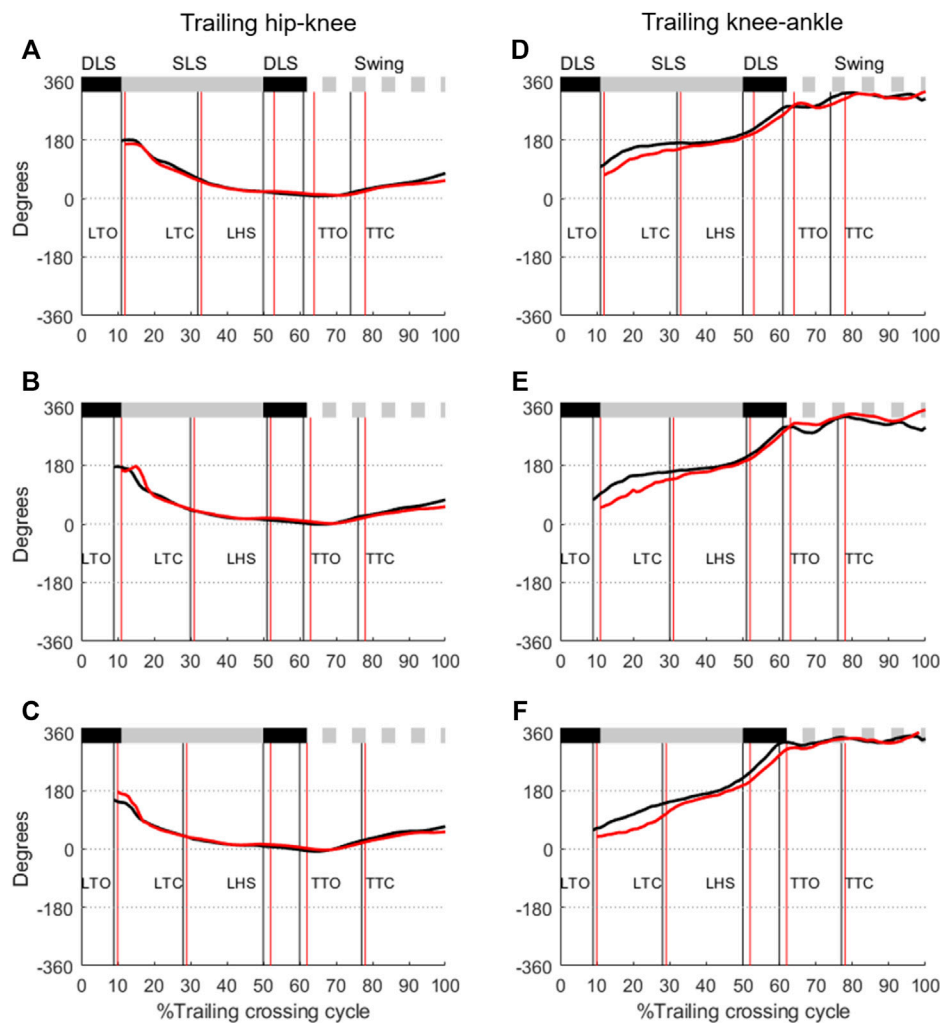 Trailing hip-knee
A
DLS SLS DLS Swing
360
180
0
-180
-360
Degrees
LTO LTC LHS TTO TTC
0 10 20 30 40 50 60 70 80 90 100
B
360
180
0
-180
-360
Degrees
LTO LTC LHS TTO TTC
0 10 20 30 40 50 60 70 80 90 100
C
360
180
0
-180
-360
Degrees
LTO LTC LHS TTO TTC
0 10 20 30 40 50 60 70 80 90 100
%Trailing crossing cycle
Trailing knee-ankle
D
DLS SLS DLS Swing
360
180
0
-180
-360
LTO LTC LHS TTO TTC
0 10 20 30 40 50 60 70 80 90 100
E
360
180
0
-180
-360
LTO LTC LHS TTO TTC
0 10 20 30 40 50 60 70 80 90 100
F
360
180
0
-180
-360
LTO LTC LHS TTO TTC
0 10 20 30 40 50 60 70 80 90 100
%Trailing crossing cycle